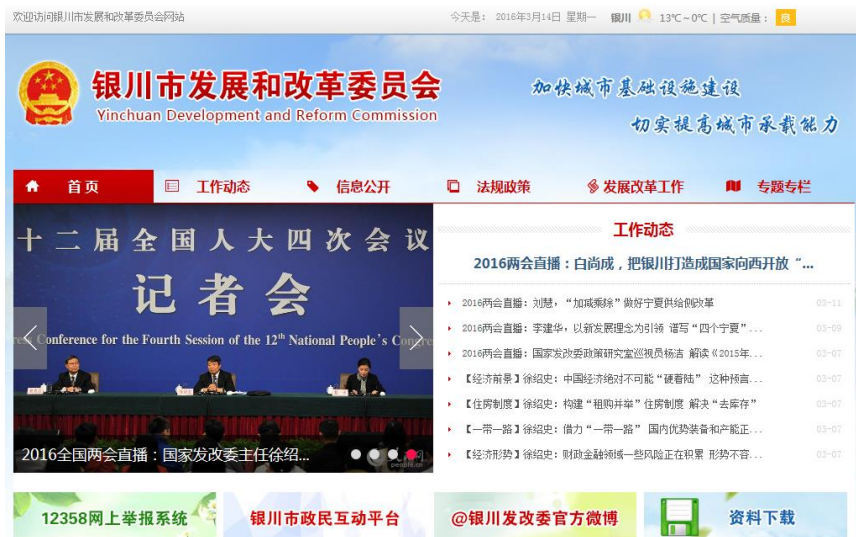 欢迎访问银川市发展和改革委员会网站
今天是： 2016年3月14日 星期一 银川 13℃～0℃ | 空气质量： 良
银川市发展和改革委员会
Yinchuan Development and Reform Commission
加快城市基础设施建设
切实提高城市承载能力
首页 工作动态 信息公开 法规政策 发展改革工作 专题专栏
十二届全国人大四次会议
记者会
Conference for the Fourth Session of the 12th National People's Congre
2016全国两会直播：国家发改委主任徐绍...
people.cn
工作动态
2016两会直播：白尚成，把银川打造成国家向西开放“...
2016两会直播：刘慧，“加减乘除”做好宁夏供给侧改革 03-11
2016两会直播：李建华，以新发展理念为引领 谱写“四个宁夏”... 03-09
2016两会直播：国家发改委政策研究室巡视员杨洁 解读《2015年... 03-07
【经济前景】徐绍史：中国经济绝对不可能“硬着陆” 这种预言... 03-07
【住房制度】徐绍史：构建“租购并举”住房制度 解决“去库存” 03-07
【一带一路】徐绍史：借力“一带一路” 国内优势装备和产能正... 03-07
【经济形势】徐绍史：财政金融领域一些风险正在积累 形势不容... 03-07
12358网上举报系统
银川市政民互动平台
@银川发改委官方微博
资料下载